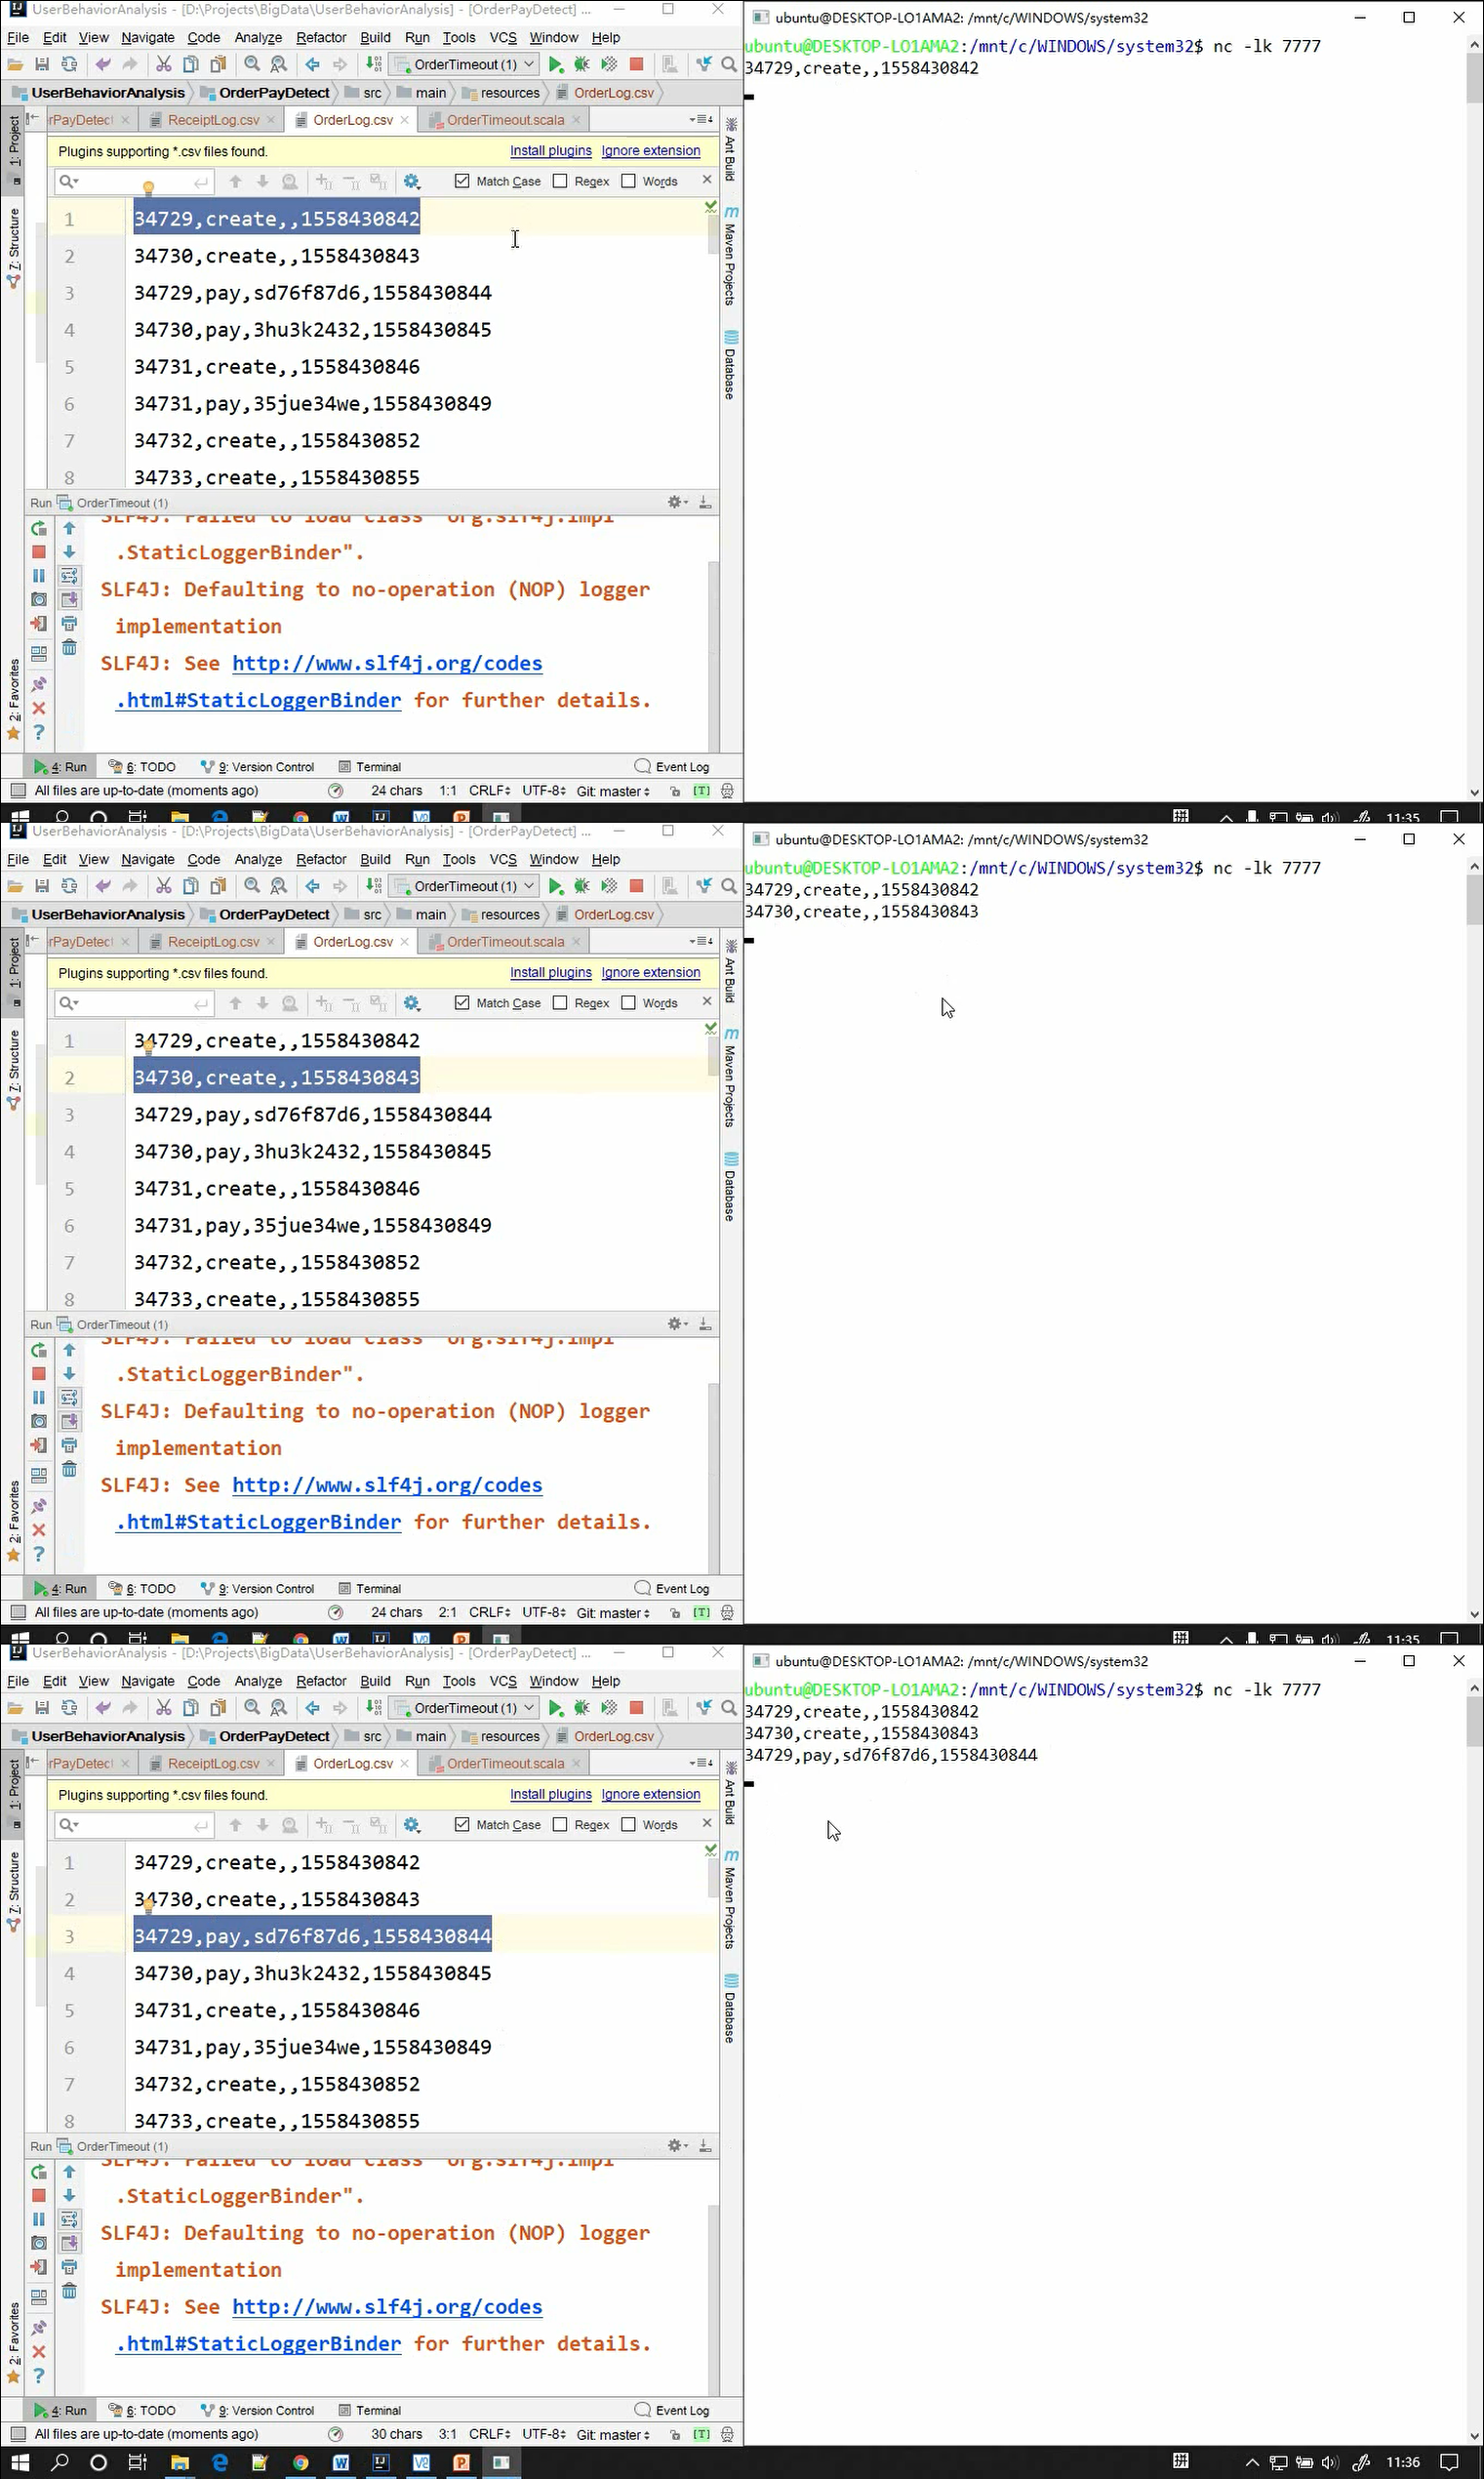 UserBehaviorAnalysis - [D:\Projects\BigData\UserBehaviorAnalysis] - [OrderPayDetect] ...
File Edit View Navigate Code Analyze Refactor Build Run Tools VCS Window Help
OrderTimeout (1)
UserBehaviorAnalysis OrderPayDetect src main resources OrderLog.csv
rPayDetect ReceiptLog.csv OrderLog.csv OrderTimeout.scala
Plugins supporting *.csv files found. Install plugins Ignore extension
Match Case Regex Words
1 34729,create,,1558430842
2 34730,create,,1558430843
3 34729,pay,sd76f87d6,1558430844
4 34730,pay,3hu3k2432,1558430845
5 34731,create,,1558430846
6 34731,pay,35jue34we,1558430849
7 34732,create,,1558430852
8 34733,create,,1558430855
Run OrderTimeout (1)
SLF4J: Failed to load class "org.slf4j.impl
.StaticLoggerBinder".
SLF4J: Defaulting to no-operation (NOP) logger
implementation
SLF4J: See http://www.slf4j.org/codes
.html#StaticLoggerBinder for further details.
4: Run 6: TODO 9: Version Control Terminal Event Log
All files are up-to-date (moments ago) 24 chars 1:1 CRLF UTF-8 Git: master
1: Project
7: Structure
2: Favorites
Ant Build
Maven Projects
Database
ubuntu@DESKTOP-LO1AMA2: /mnt/c/WINDOWS/system32
ubuntu@DESKTOP-LO1AMA2:/mnt/c/WINDOWS/system32$ nc -lk 7777
34729,create,,1558430842
11:35
UserBehaviorAnalysis - [D:\Projects\BigData\UserBehaviorAnalysis] - [OrderPayDetect] ...
File Edit View Navigate Code Analyze Refactor Build Run Tools VCS Window Help
OrderTimeout (1)
UserBehaviorAnalysis OrderPayDetect src main resources OrderLog.csv
rPayDetect ReceiptLog.csv OrderLog.csv OrderTimeout.scala
Plugins supporting *.csv files found. Install plugins Ignore extension
Match Case Regex Words
1 34729,create,,1558430842
2 34730,create,,1558430843
3 34729,pay,sd76f87d6,1558430844
4 34730,pay,3hu3k2432,1558430845
5 34731,create,,1558430846
6 34731,pay,35jue34we,1558430849
7 34732,create,,1558430852
8 34733,create,,1558430855
Run OrderTimeout (1)
SLF4J: Failed to load class "org.slf4j.impl
.StaticLoggerBinder".
SLF4J: Defaulting to no-operation (NOP) logger
implementation
SLF4J: See http://www.slf4j.org/codes
.html#StaticLoggerBinder for further details.
4: Run 6: TODO 9: Version Control Terminal Event Log
All files are up-to-date (moments ago) 24 chars 2:1 CRLF UTF-8 Git: master
1: Project
7: Structure
2: Favorites
Ant Build
Maven Projects
Database
ubuntu@DESKTOP-LO1AMA2: /mnt/c/WINDOWS/system32
ubuntu@DESKTOP-LO1AMA2:/mnt/c/WINDOWS/system32$ nc -lk 7777
34729,create,,1558430842
34730,create,,1558430843
11:35
UserBehaviorAnalysis - [D:\Projects\BigData\UserBehaviorAnalysis] - [OrderPayDetect] ...
File Edit View Navigate Code Analyze Refactor Build Run Tools VCS Window Help
OrderTimeout (1)
UserBehaviorAnalysis OrderPayDetect src main resources OrderLog.csv
rPayDetect ReceiptLog.csv OrderLog.csv OrderTimeout.scala
Plugins supporting *.csv files found. Install plugins Ignore extension
Match Case Regex Words
1 34729,create,,1558430842
2 34730,create,,1558430843
3 34729,pay,sd76f87d6,1558430844
4 34730,pay,3hu3k2432,1558430845
5 34731,create,,1558430846
6 34731,pay,35jue34we,1558430849
7 34732,create,,1558430852
8 34733,create,,1558430855
Run OrderTimeout (1)
SLF4J: Failed to load class "org.slf4j.impl
.StaticLoggerBinder".
SLF4J: Defaulting to no-operation (NOP) logger
implementation
SLF4J: See http://www.slf4j.org/codes
.html#StaticLoggerBinder for further details.
4: Run 6: TODO 9: Version Control Terminal Event Log
All files are up-to-date (moments ago) 30 chars 3:1 CRLF UTF-8 Git: master
1: Project
7: Structure
2: Favorites
Ant Build
Maven Projects
Database
ubuntu@DESKTOP-LO1AMA2: /mnt/c/WINDOWS/system32
ubuntu@DESKTOP-LO1AMA2:/mnt/c/WINDOWS/system32$ nc -lk 7777
34729,create,,1558430842
34730,create,,1558430843
34729,pay,sd76f87d6,1558430844
11:36